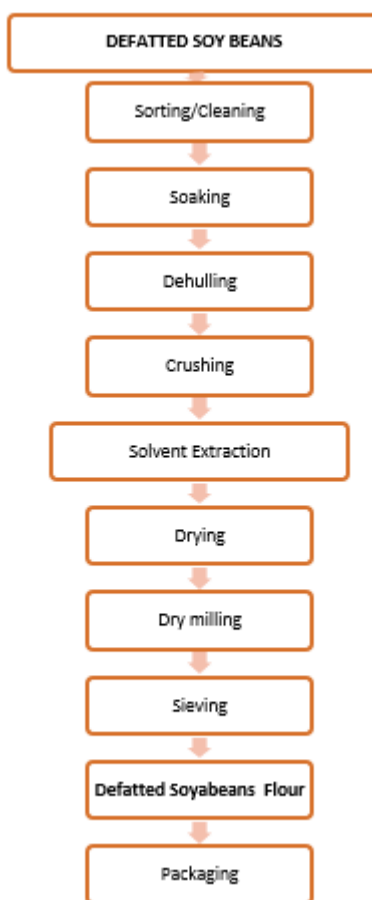 DEFATTED SOY BEANS
Sorting/Cleaning
Soaking
Dehulling
Crushing
Solvent Extraction
Drying
Dry milling
Sieving
Defatted Soyabeans Flour
Packaging